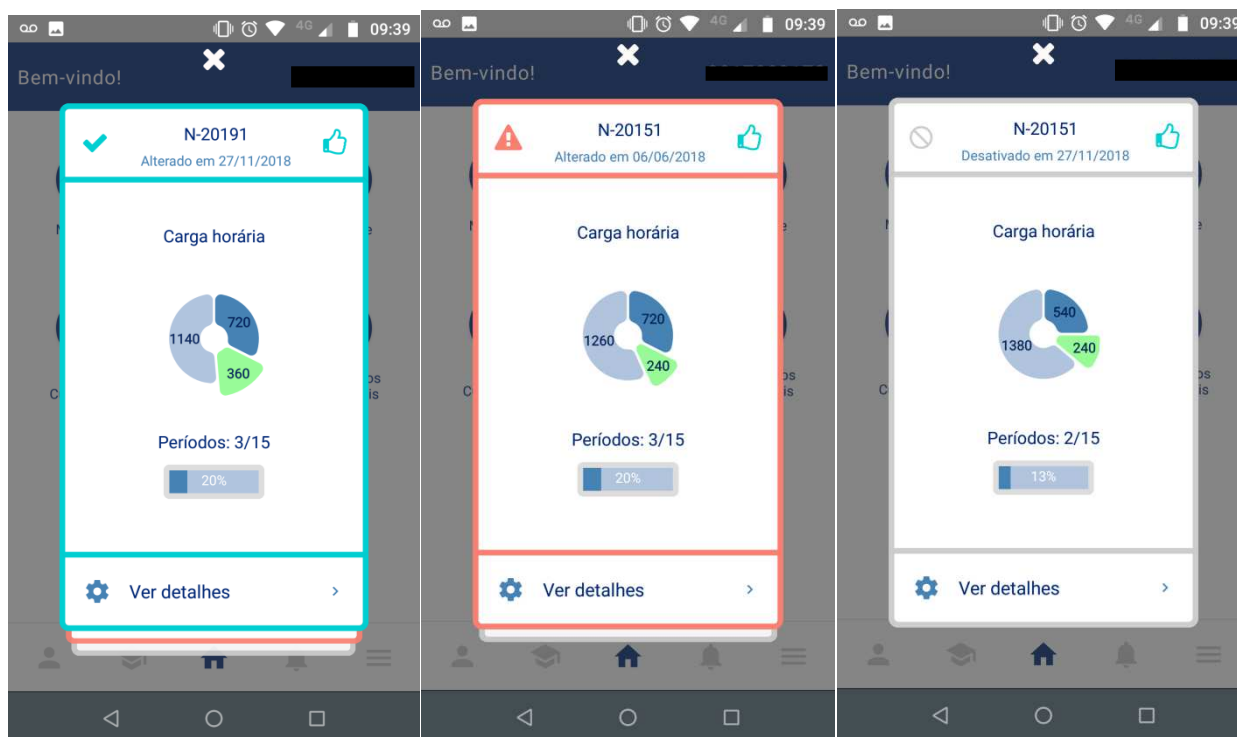 4G 09:39
Bem-vindo!
N-20191
Alterado em 27/11/2018
Carga horária
720
1140
360
Períodos: 3/15
20%
Ver detalhes
4G 09:39
Bem-vindo!
N-20151
Alterado em 06/06/2018
Carga horária
720
1260
240
Períodos: 3/15
20%
Ver detalhes
4G 09:39
Bem-vindo!
N-20151
Desativado em 27/11/2018
Carga horária
540
1380
240
Períodos: 2/15
13%
Ver detalhes